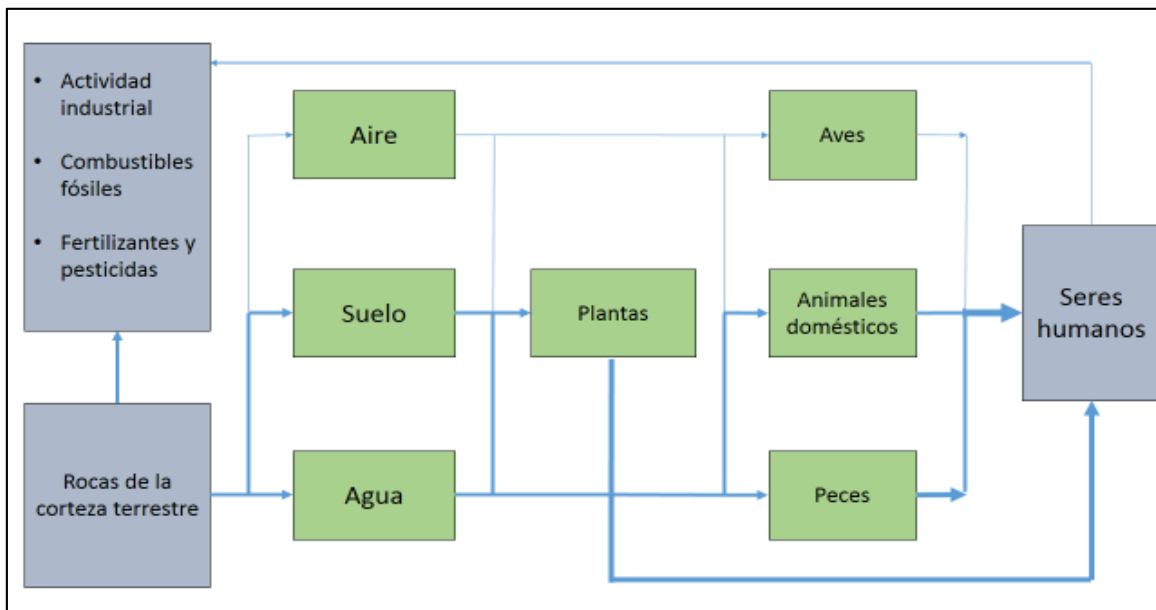 • Actividad
industrial
• Combustibles
fósiles
• Fertilizantes y
pesticidas
Aire
Aves
Suelo
Plantas
Animales
domésticos
Seres
humanos
Rocas de la
corteza terrestre
Agua
Peces